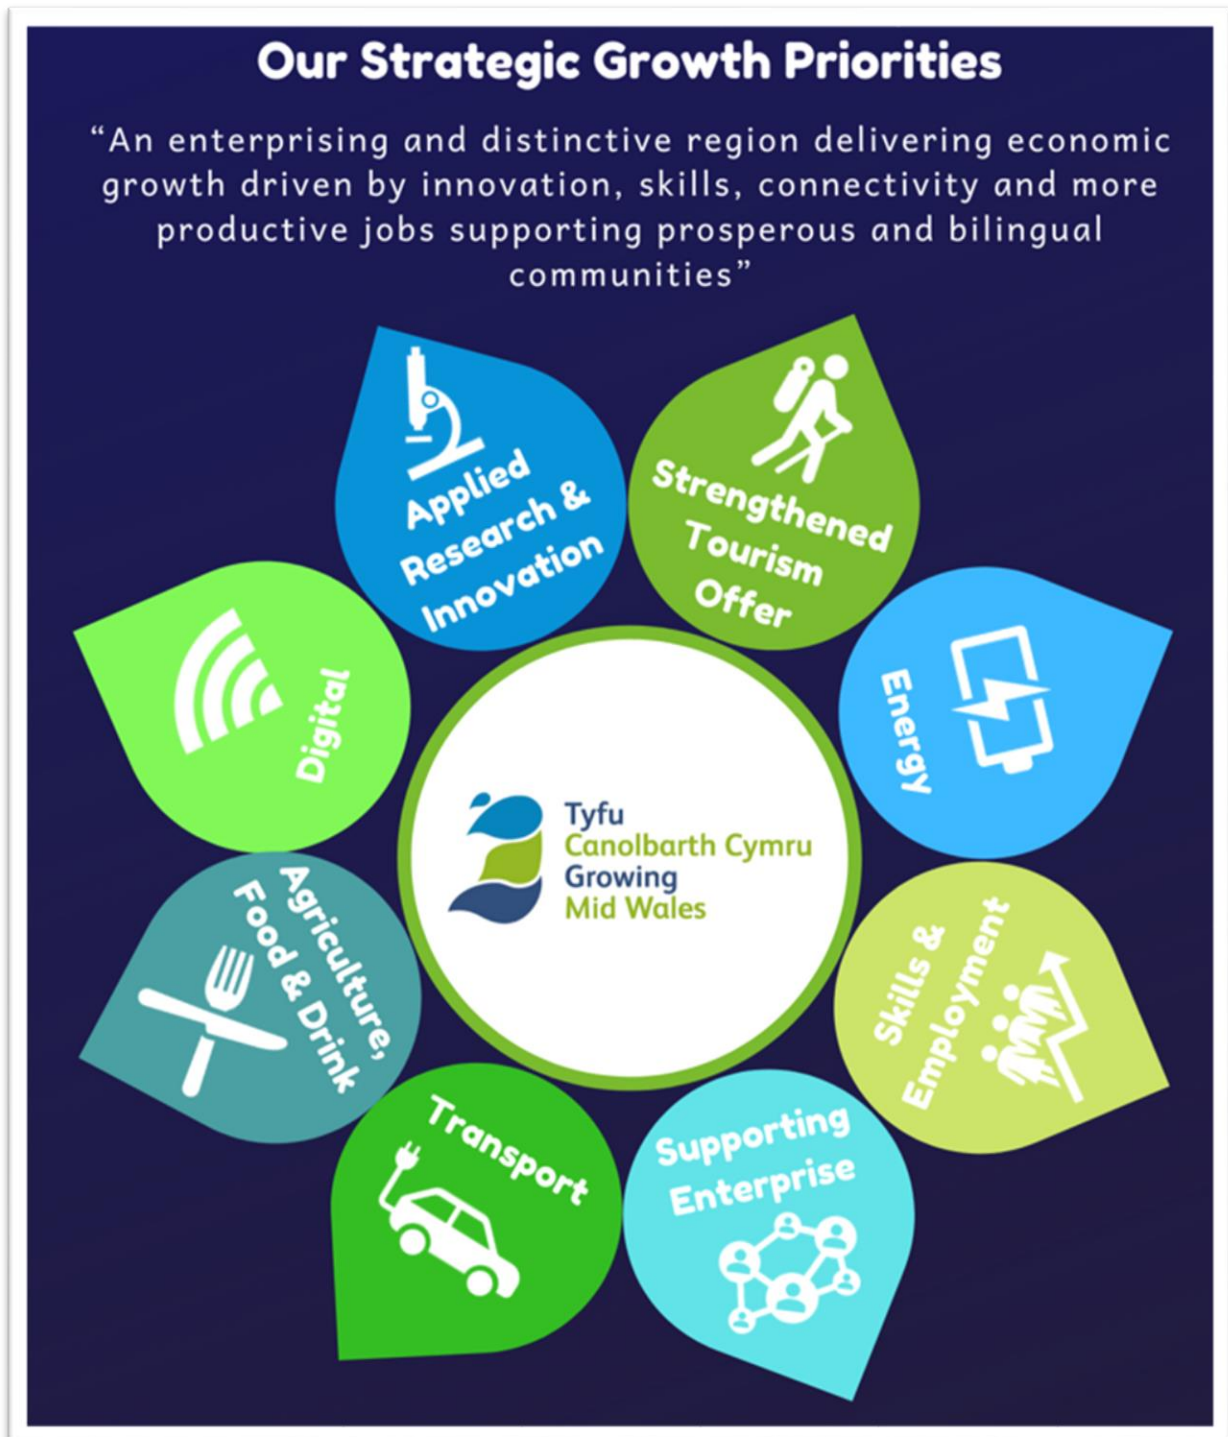 Our Strategic Growth Priorities
“An enterprising and distinctive region delivering economic
growth driven by innovation, skills, connectivity and more
productive jobs supporting prosperous and bilingual
communities”
Applied
Research &
Innovation
Strengthened
Tourism
Offer
Energy
Skills &
Employment
Supporting
Enterprise
Transport
Agriculture,
Food & Drink
Digital
Tyfu
Canolbarth Cymru
Growing
Mid Wales